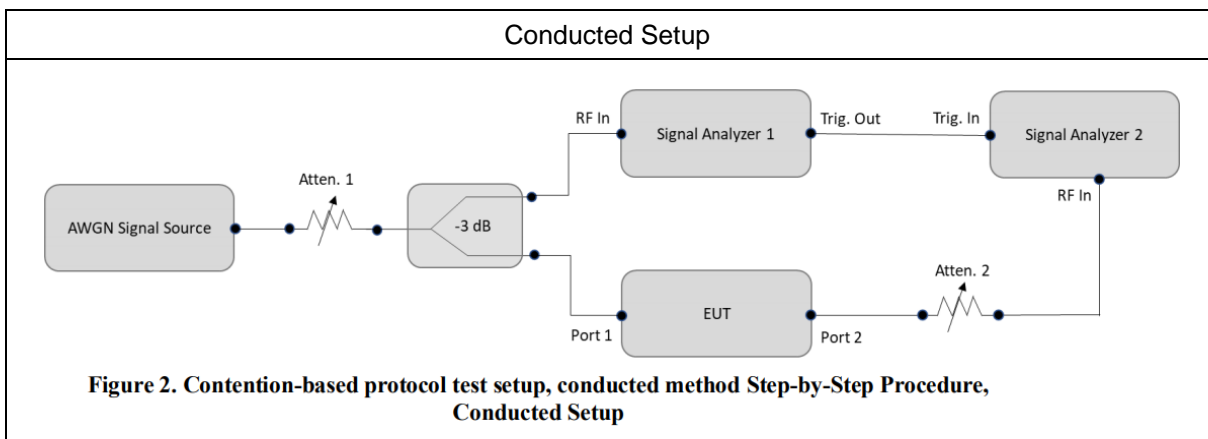 Conducted Setup
RF In
Signal Analyzer 1
Trig. Out
Trig. In
Signal Analyzer 2
RF In
Atten. 1
AWGN Signal Source
-3 dB
Atten. 2
EUT
Port 1
Port 2
Figure 2. Contention-based protocol test setup, conducted method Step-by-Step Procedure,
Conducted Setup